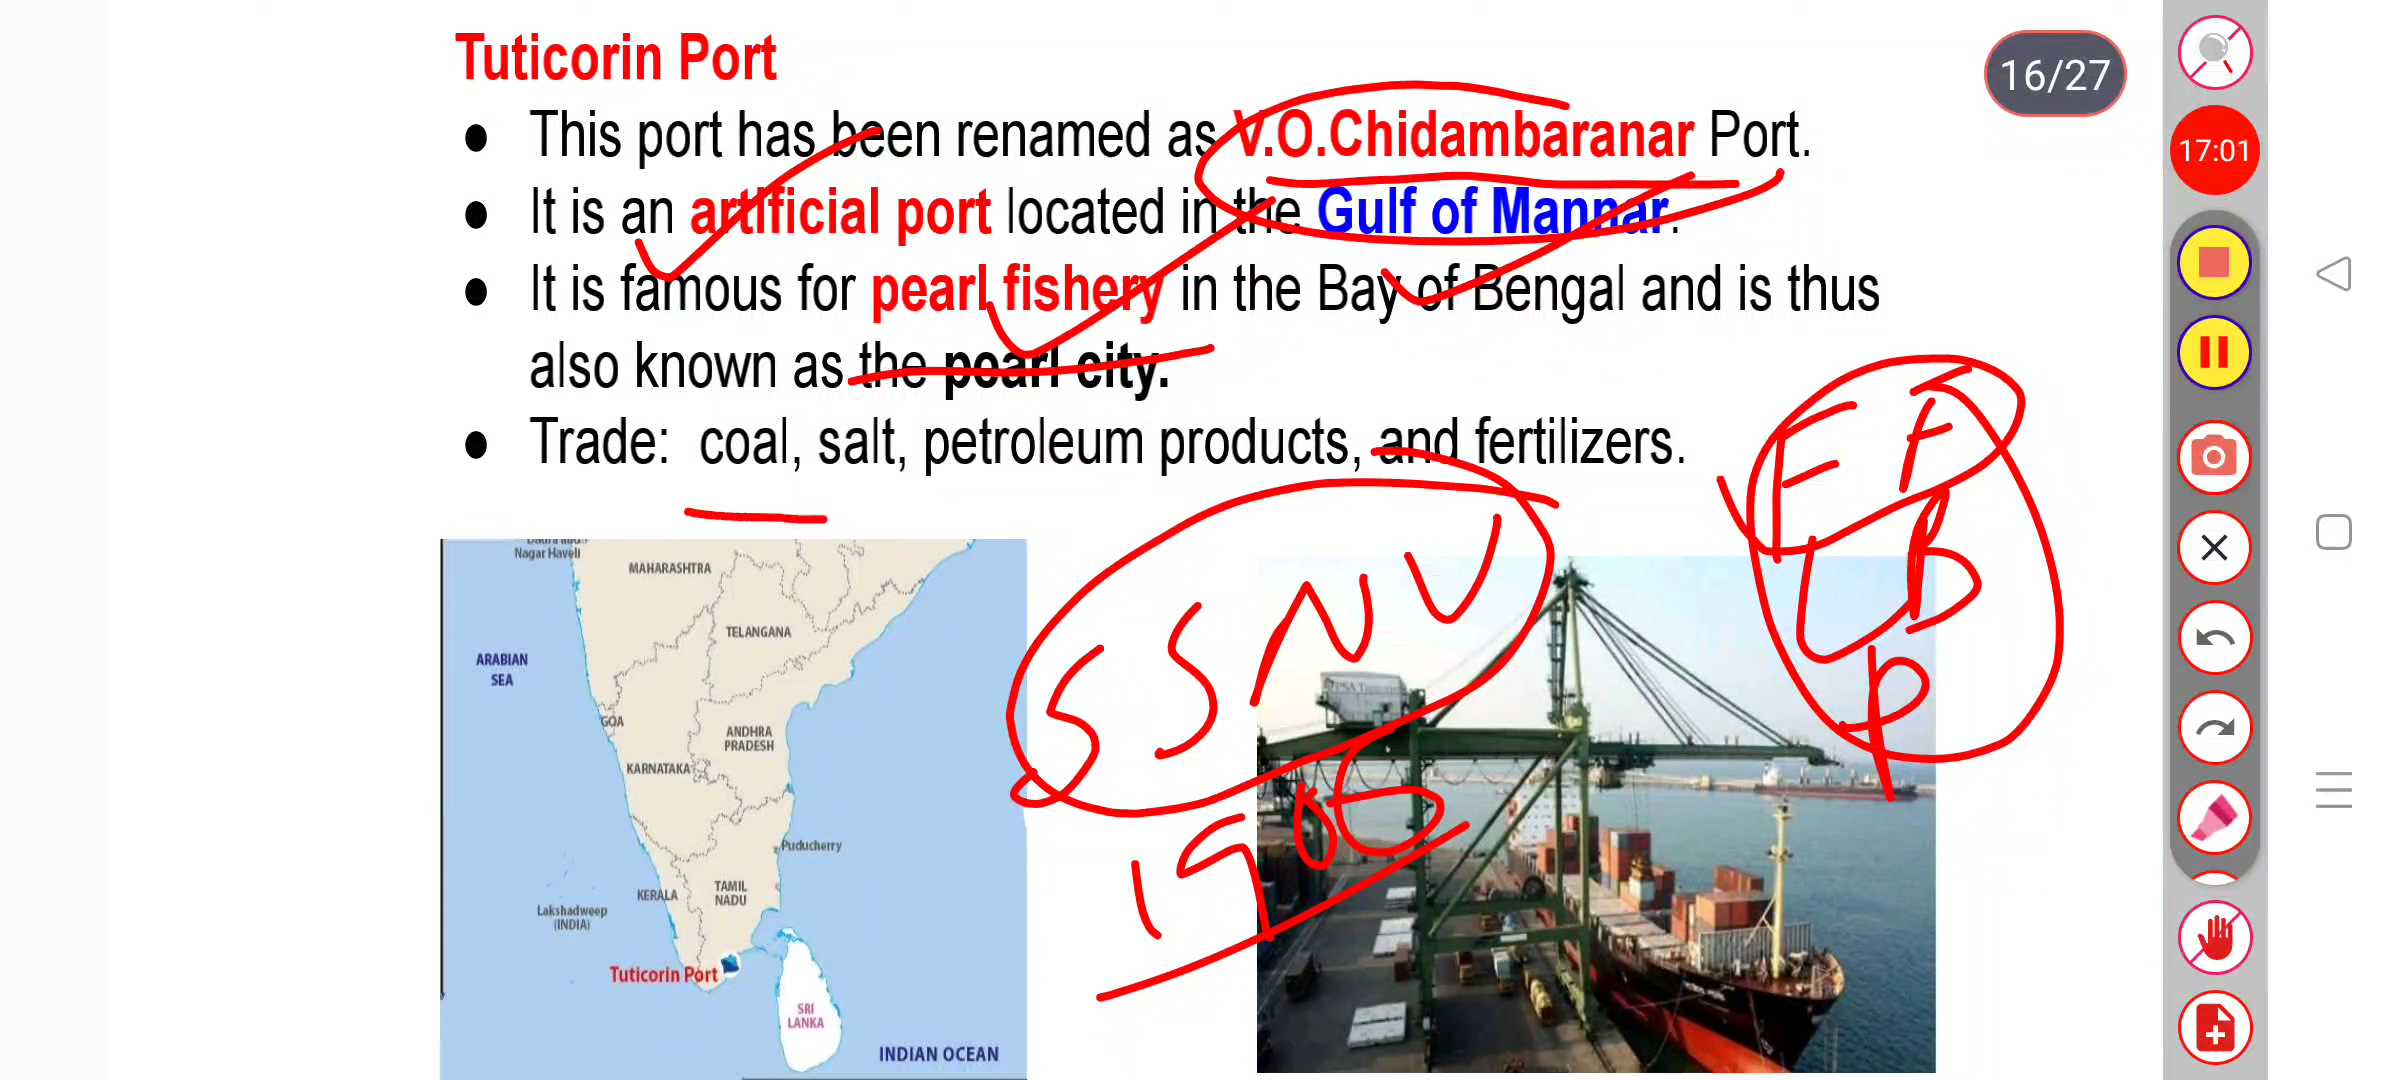 Tuticorin Port
16/27
● This port has been renamed as V.O.Chidambaranar Port.
17:01
● It is an artificial port located in the Gulf of Mannar.
● It is famous for pearl fishery in the Bay of Bengal and is thus
also known as the pearl city.
● Trade: coal, salt, petroleum products, and fertilizers.
Nagar Haveli
MAHARASHTRA
TELANGANA
ARABIAN
SEA
GOA
ANDHRA
PRADESH
KARNATAKA
Puducherry
KERALA
TAMIL
NADU
Lakshadweep
(INDIA)
Tuticorin Port
SRI
LANKA
INDIAN OCEAN
SSNV